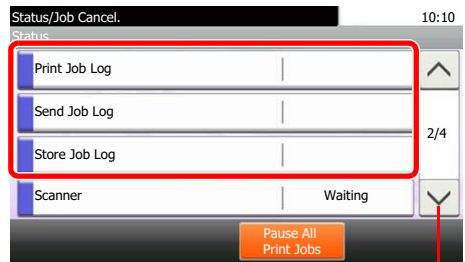 Status/Job Cancel.
10:10
Status
Print Job Log
Send Job Log
2/4
Store Job Log
Scanner Waiting
Pause All
Print Jobs